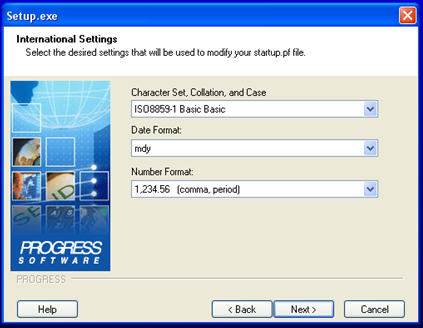 Setup.exe
International Settings
Select the desired settings that will be used to modify your startup.pf file.
Character Set, Collation, and Case
ISO8859-1 Basic Basic
Date Format:
mdy
Number Format:
1,234.56 (comma, period)
PROGRESS
SOFTWARE
PROGRESS
Help
< Back
Next >
Cancel